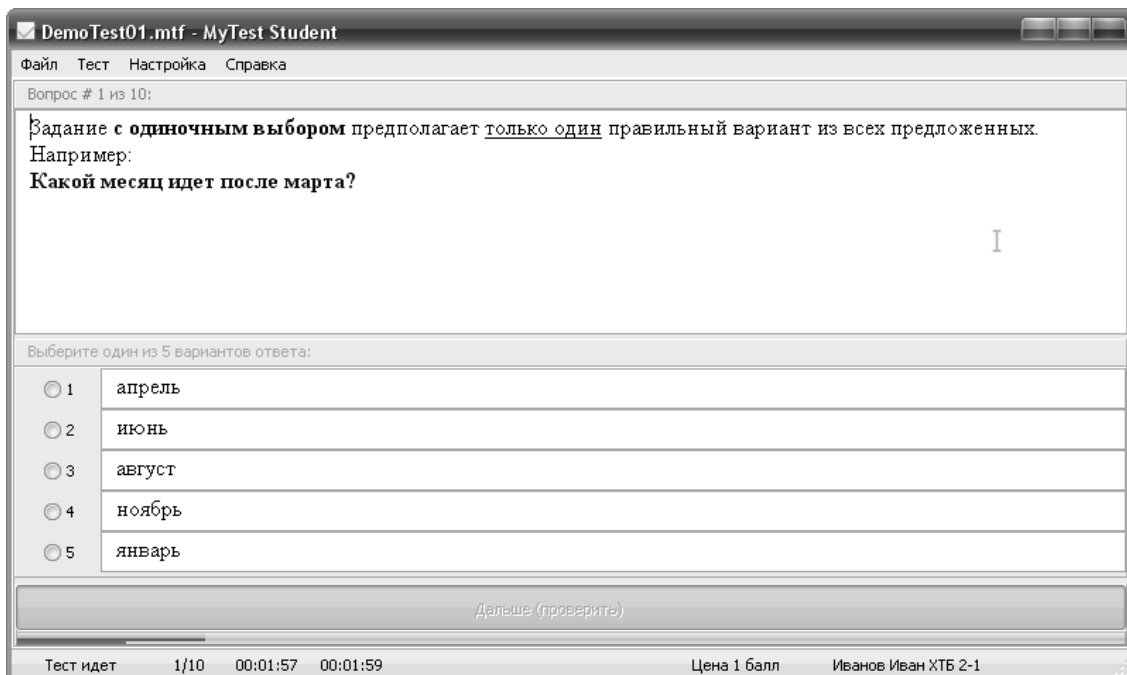 DemoTest01.mtf - MyTest Student
Файл Тест Настройка Справка
Вопрос # 1 из 10:
Задание с одиночным выбором предполагает только один правильный вариант из всех предложенных.
Например:
Какой месяц идет после марта?
Выберите один из 5 вариантов ответа:
1 апрель
2 июнь
3 август
4 ноябрь
5 январь
Дальше (проверить)
Тест идет 1/10 00:01:57 00:01:59 Цена 1 балл Иванов Иван ХТБ 2-1